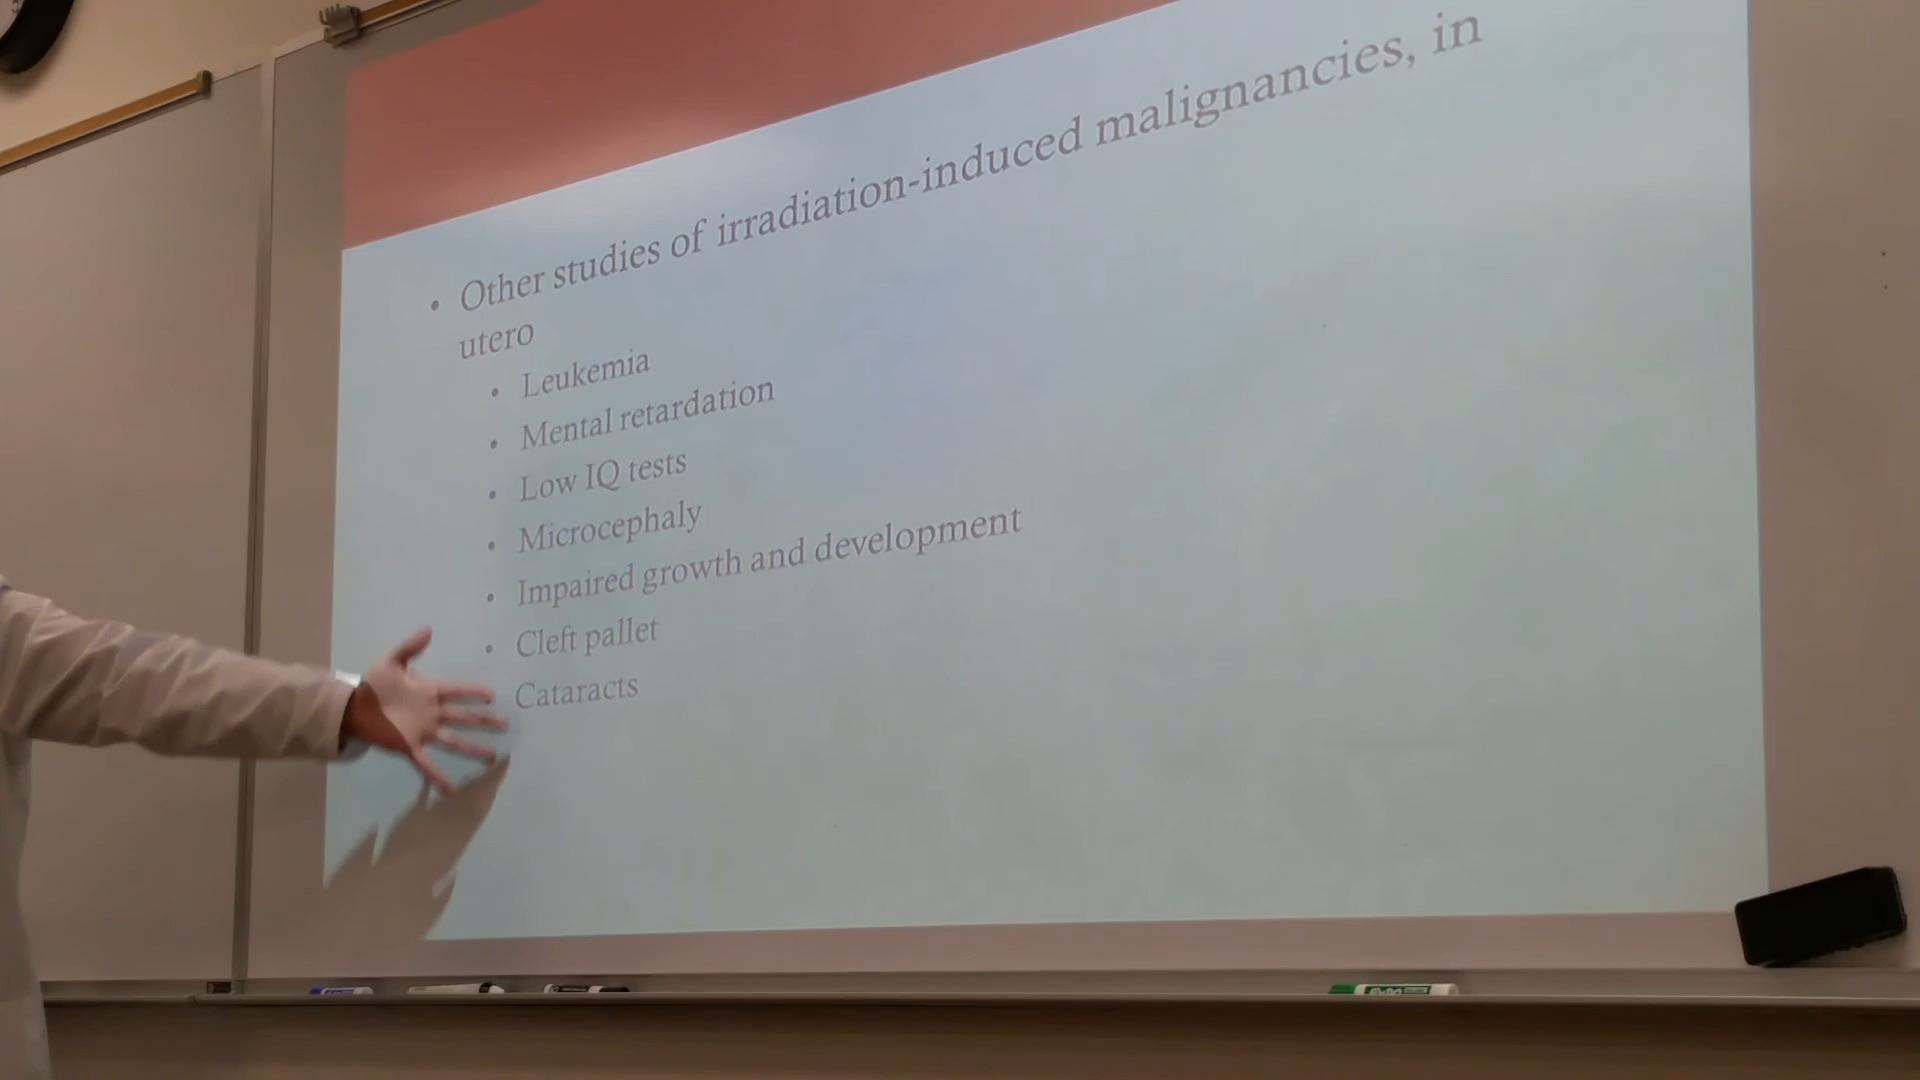 • Other studies of irradiation-induced malignancies, in
utero
• Leukemia
• Mental retardation
• Low IQ tests
• Microcephaly
• Impaired growth and development
• Cleft pallet
Cataracts